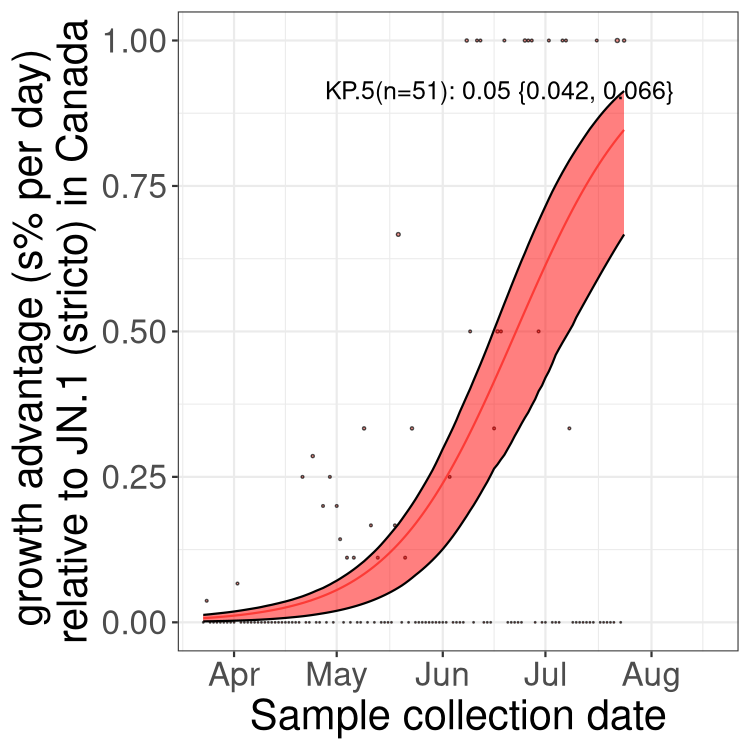 growth advantage (s% per day)
relative to JN.1 (stricto) in Canada
1.00
0.75
0.50
0.25
0.00
KP.5(n=51): 0.05 {0.042, 0.066}
Apr May Jun Jul Aug
Sample collection date